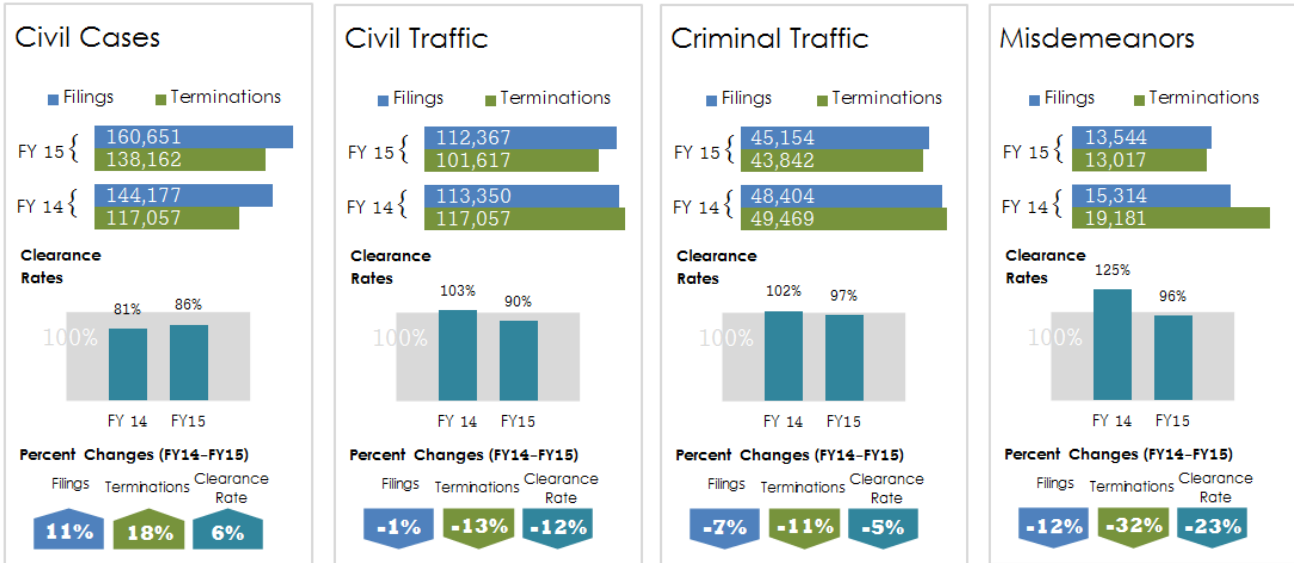 Civil Cases
Filings Terminations
FY 15 { 160,651
138,162
FY 14 { 144,177
117,057
Clearance
Rates
81% 86%
100%
FY 14 FY15
Percent Changes (FY14-FY15)
Filings Terminations Clearance
Rate
11% 18% 6%
Civil Traffic
Filings Terminations
FY 15 { 112,367
101,617
FY 14 { 113,350
117,057
Clearance
Rates
103% 90%
100%
FY 14 FY15
Percent Changes (FY14-FY15)
Filings Terminations Clearance
Rate
-1% -13% -12%
Criminal Traffic
Filings Terminations
FY 15 { 45,154
43,842
FY 14 { 48,404
49,469
Clearance
Rates
102% 97%
100%
FY 14 FY15
Percent Changes (FY14-FY15)
Filings Terminations Clearance
Rate
-7% -11% -5%
Misdemeanors
Filings Terminations
FY 15 { 13,544
13,017
FY 14 { 15,314
19,181
Clearance
Rates
125% 96%
100%
FY 14 FY15
Percent Changes (FY14-FY15)
Filings Terminations Clearance
Rate
-12% -32% -23%